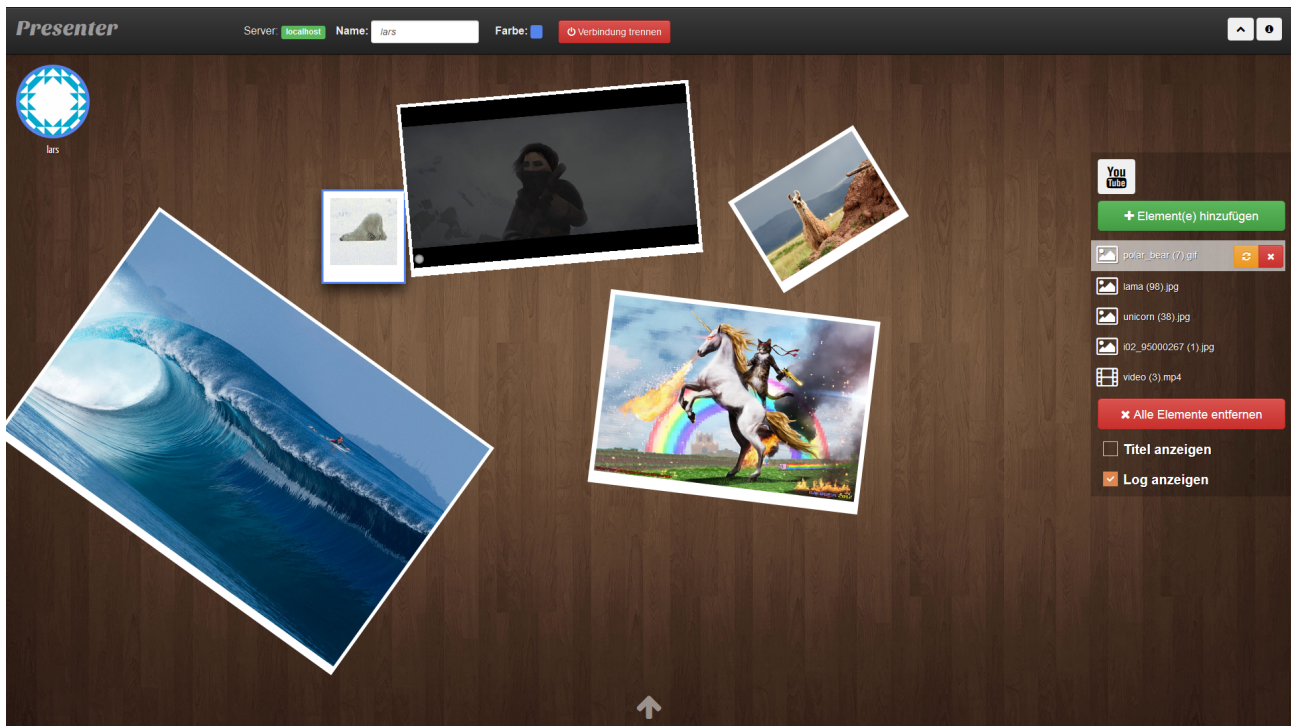 Presenter
Server: localhost Name: lars Farbe: Verbindung trennen
lars
You
Tube
Element(e) hinzufügen
polar_bear (7).gif
lama (98).jpg
unicorn (38).jpg
i02_95000267 (1).jpg
video (3).mp4
Alle Elemente entfernen
Titel anzeigen
Log anzeigen